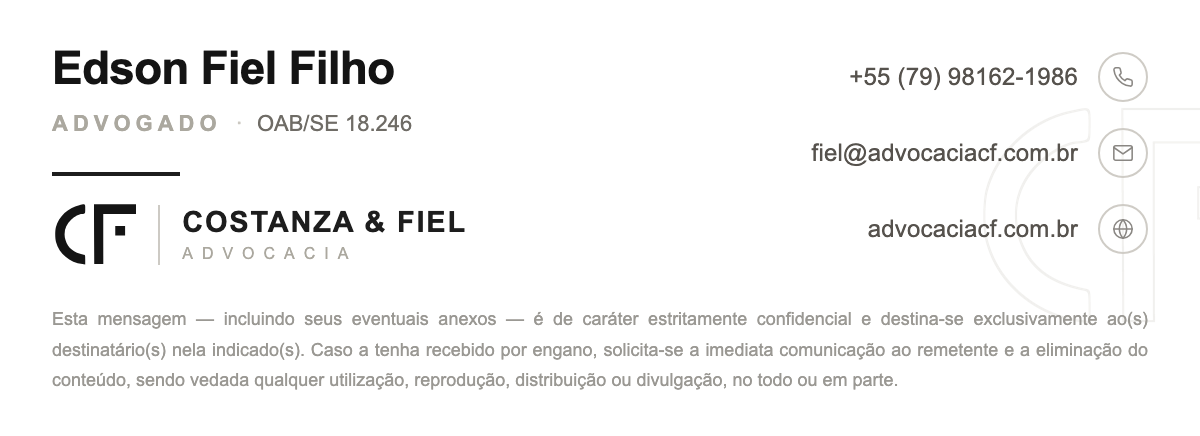 Edson Fiel Filho
ADVOGADO · OAB/SE 18.246
CF COSTANZA & FIEL
ADVOCACIA
+55 (79) 98162-1986
fiel@advocaciacf.com.br
advocaciacf.com.br
Esta mensagem — incluindo seus eventuais anexos — é de caráter estritamente confidencial e destina-se exclusivamente ao(s)
destinatário(s) nela indicado(s). Caso a tenha recebido por engano, solicita-se a imediata comunicação ao remetente e a eliminação do
conteúdo, sendo vedada qualquer utilização, reprodução, distribuição ou divulgação, no todo ou em parte.